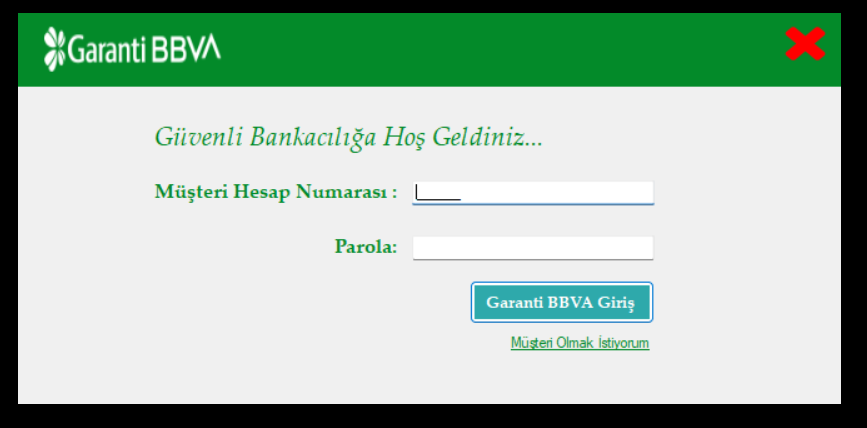 Garanti BBVA
Güvenli Bankacılığa Hoş Geldiniz...
Müşteri Hesap Numarası :
Parola:
Garanti BBVA Giriş
Müşteri Olmak İstiyorum